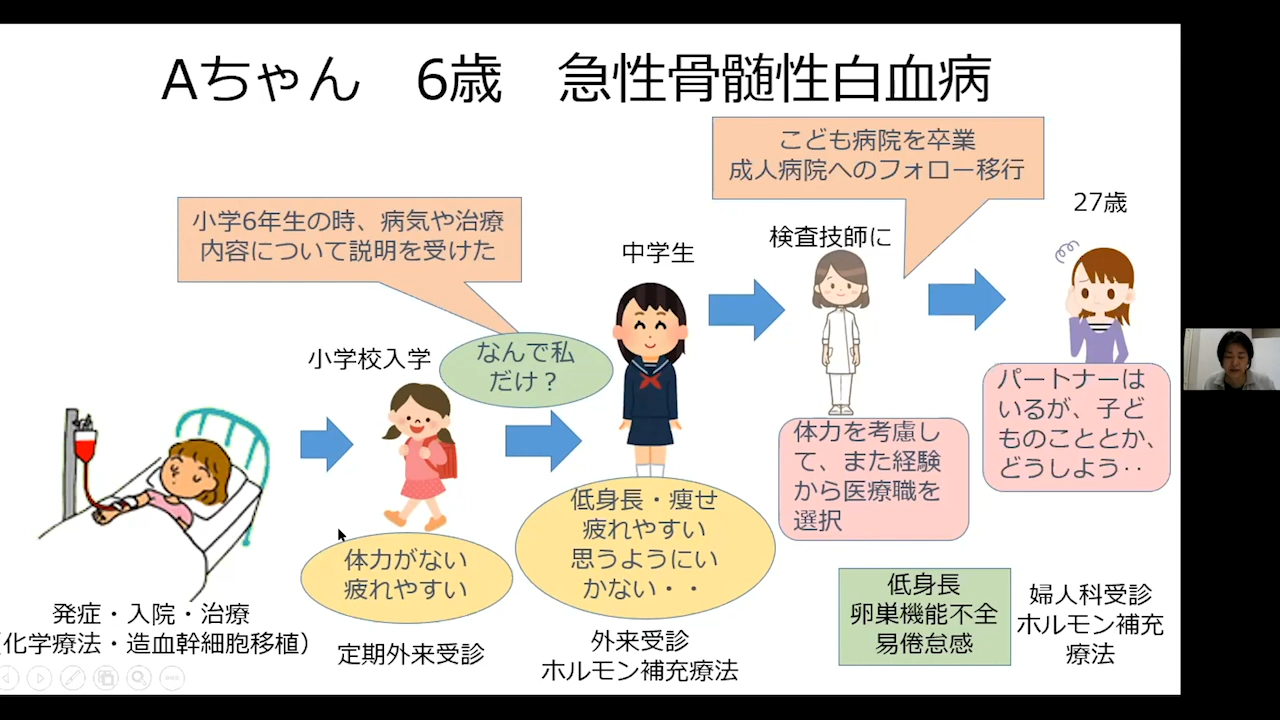 Aちゃん 6歳 急性骨髄性白血病
こども病院を卒業
成人病院へのフォロー移行
27歳
小学6年生の時、病気や治療
内容について説明を受けた
検査技師に
中学生
小学校入学
なんで私
だけ？
パートナーは
いるが、子ど
ものこととか、
どうしよう‥
体力を考慮し
て、また経験
から医療職を
選択
低身長・痩せ
疲れやすい
思うようにい
かない・・
体力がない
疲れやすい
発症・入院・治療
（化学療法・造血幹細胞移植）
定期外来受診
外来受診
ホルモン補充療法
低身長
卵巣機能不全
易倦怠感
婦人科受診
ホルモン補充
療法